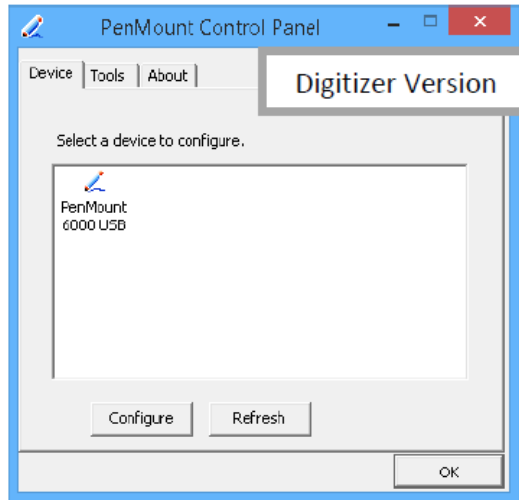 PenMount Control Panel
Digitizer Version
Device Tools About
Select a device to configure.
PenMount
6000 USB
Configure Refresh
OK